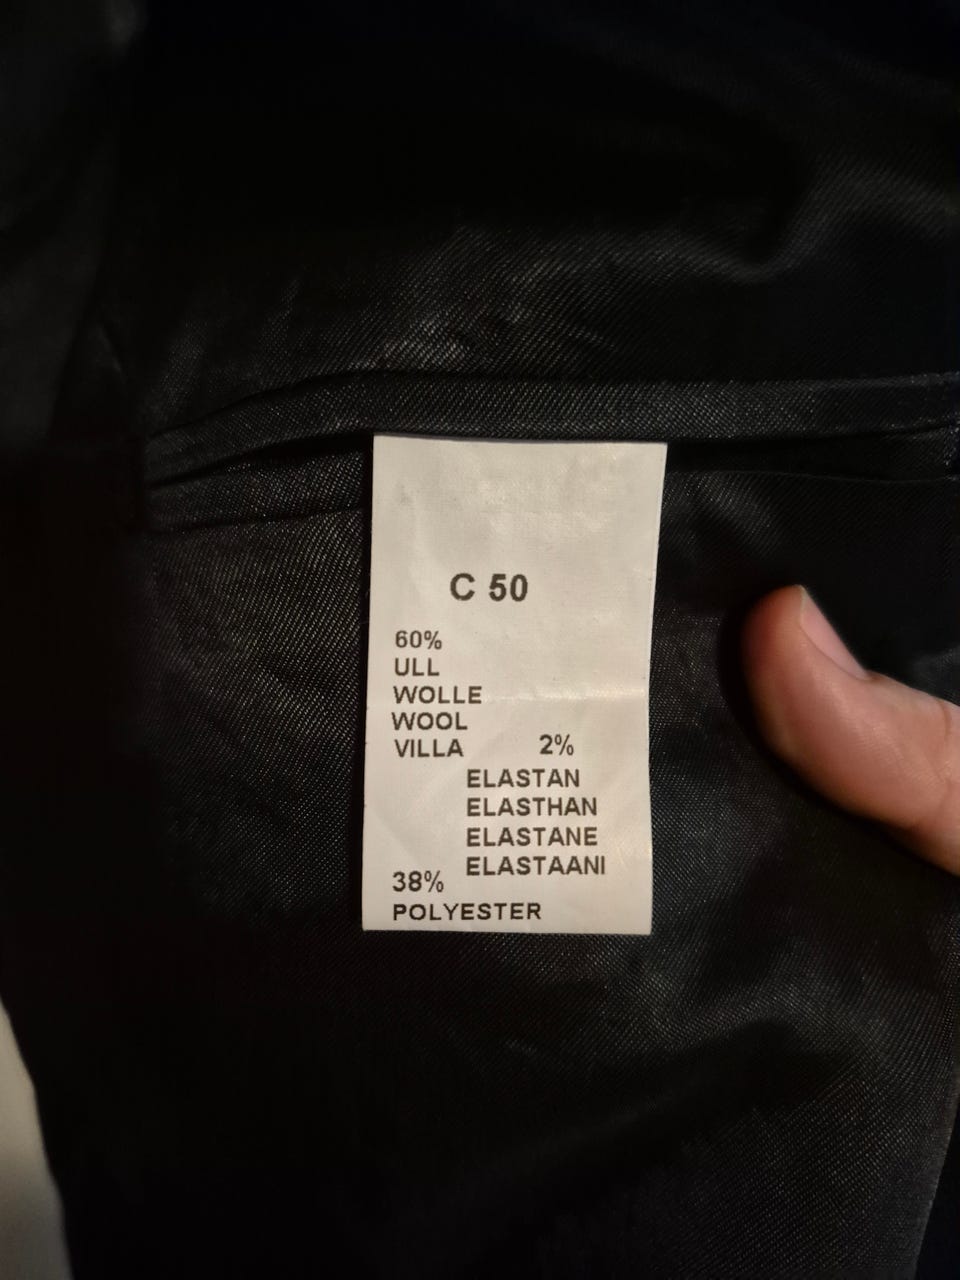 C 50
60%
ULL
WOLLE
WOOL
VILLA
2%
ELASTAN
ELASTHAN
ELASTANE
ELASTAANI
38%
POLYESTER